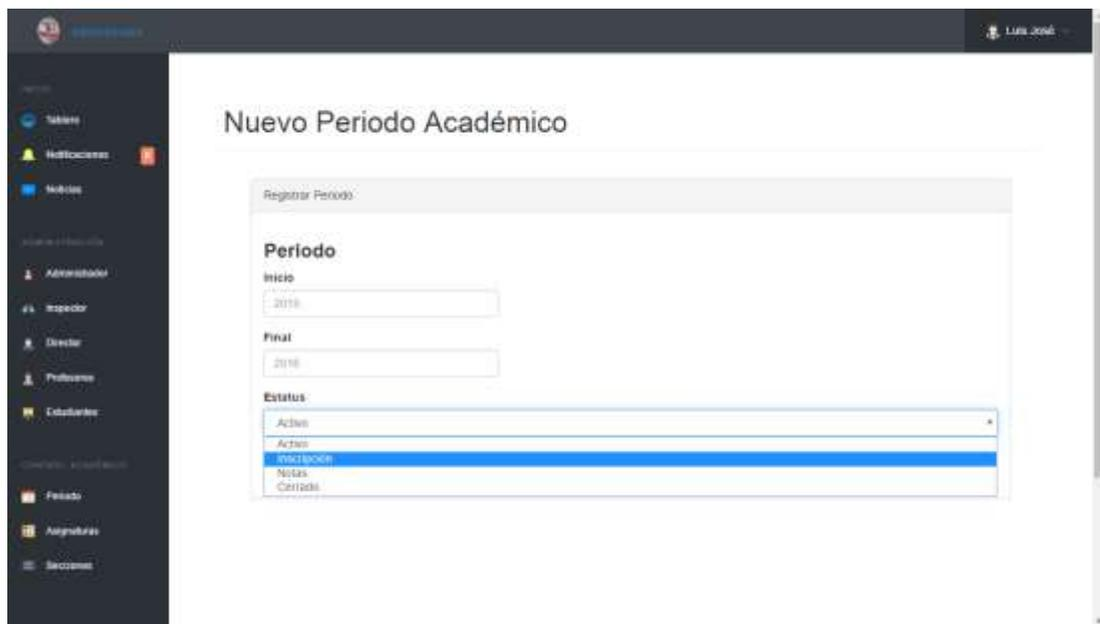 Luis José
Tablero
Notificaciones
Noticias
Administrador
Inspector
Director
Profesores
Estudiantes
Periodo
Asignaturas
Secciones
Nuevo Periodo Académico
Registrar Periodo
Periodo
Inicio
Final
Estatus
Activo
Activo
Inscripción
Notas
Cerrado